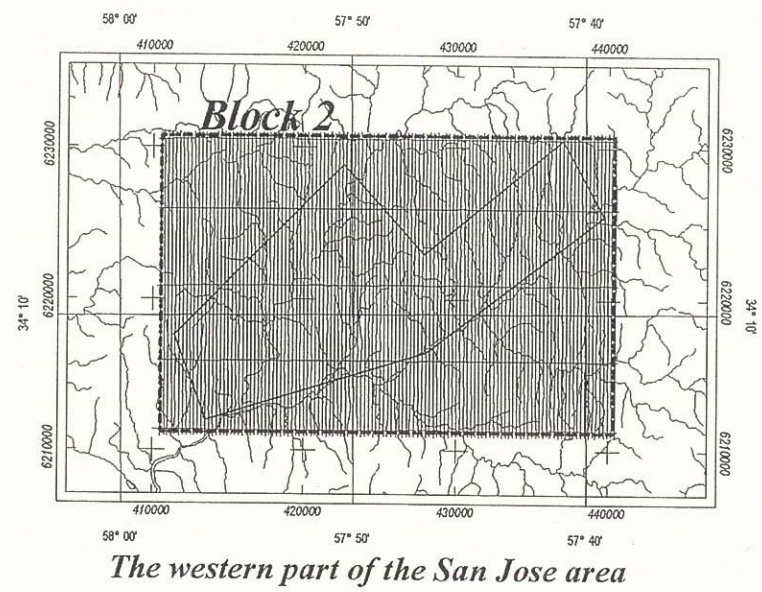 58° 00' 57° 50' 57° 40'
410000 420000 430000 440000
Block 2
6230000 6230000
6220000 6220000
34° 10' 34° 10'
6210000 6210000
410000 420000 430000 440000
58° 00' 57° 50' 57° 40'
The western part of the San Jose area